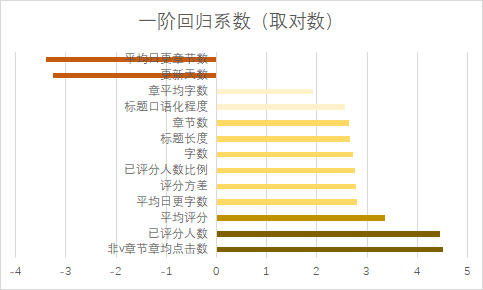 一阶回归系数（取对数）
平均日更章节数
更新天数
章平均字数
标题口语化程度
章节数
标题长度
字数
已评分人数比例
评分方差
平均日更字数
平均评分
已评分人数
非v章节章均点击数
-4 -3 -2 -1 0 1 2 3 4 5